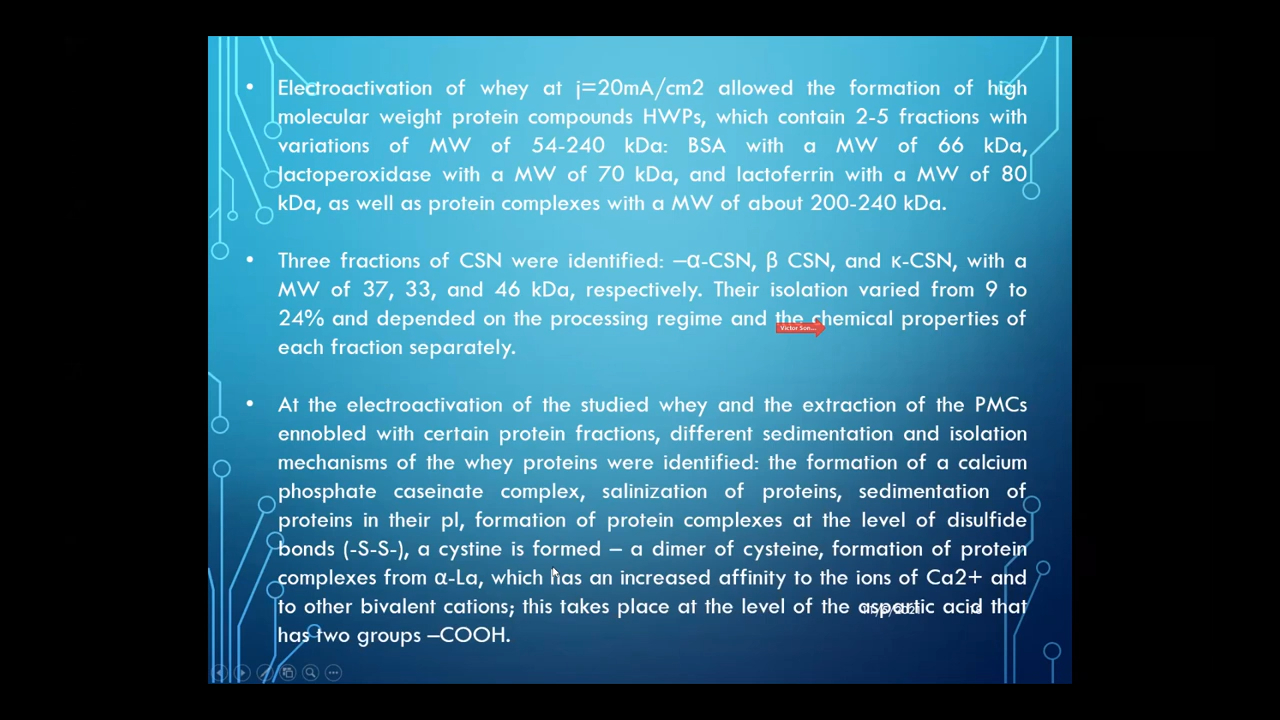 • Electroactivation of whey at j=20mA/cm2 allowed the formation of high
molecular weight protein compounds HWPs, which contain 2-5 fractions with
variations of MW of 54-240 kDa: BSA with a MW of 66 kDa,
lactoperoxidase with a MW of 70 kDa, and lactoferrin with a MW of 80
kDa, as well as protein complexes with a MW of about 200-240 kDa.
• Three fractions of CSN were identified: –α-CSN, β CSN, and κ-CSN, with a
MW of 37, 33, and 46 kDa, respectively. Their isolation varied from 9 to
24% and depended on the processing regime and the chemical properties of
each fraction separately.
Victor Son...
• At the electroactivation of the studied whey and the extraction of the PMCs
ennobled with certain protein fractions, different sedimentation and isolation
mechanisms of the whey proteins were identified: the formation of a calcium
phosphate caseinate complex, salinization of proteins, sedimentation of
proteins in their pI, formation of protein complexes at the level of disulfide
bonds (-S-S-), a cystine is formed – a dimer of cysteine, formation of protein
complexes from α-La, which has an increased affinity to the ions of Ca2+ and
to other bivalent cations; this takes place at the level of the aspartic acid that
has two groups –COOH.